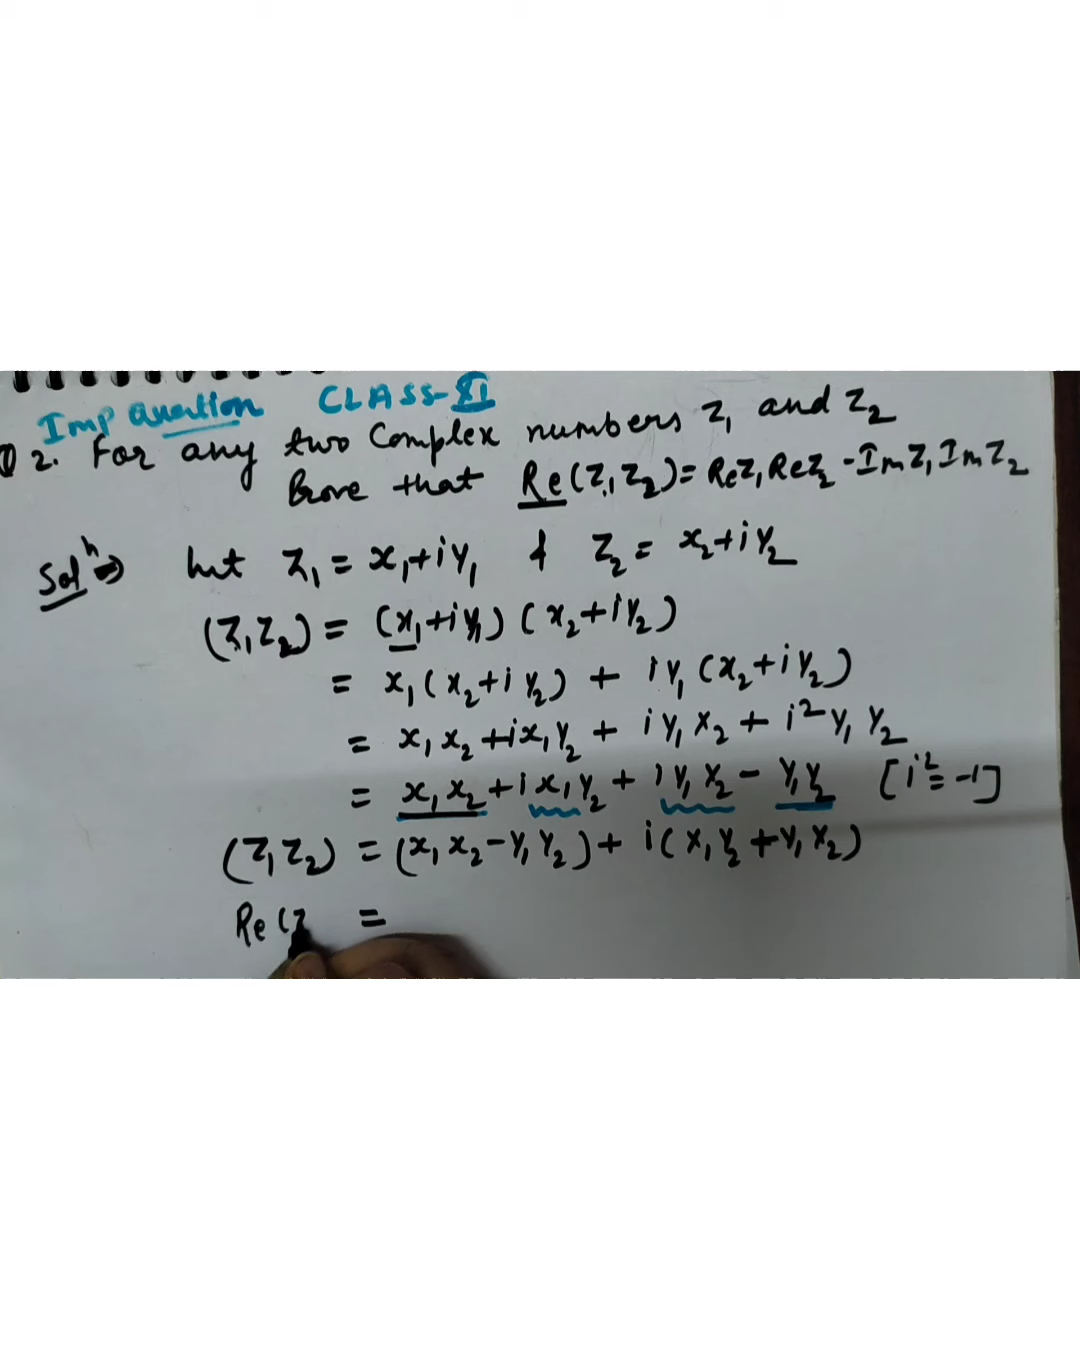 Imp Question CLASS-XI
Q 2. For any two Complex numbers z₁ and z₂
Prove that Re(z₁z₂)= Rez₁Rez₂-Imz₁Imz₂
Solⁿ⇒ Let z₁ = x₁+iy₁ & z₂= x₂+iy₂
(z₁z₂) = (x₁+iy₁)(x₂+iy₂)
= x₁(x₂+iy₂) + iy₁(x₂+iy₂)
= x₁x₂+ix₁y₂ + iy₁x₂ + i²y₁y₂
= x₁x₂+ix₁y₂ + iy₁x₂ - y₁y₂ [i²=-1]
(z₁z₂) = (x₁x₂-y₁y₂)+ i(x₁y₂+y₁x₂)
Re(z =